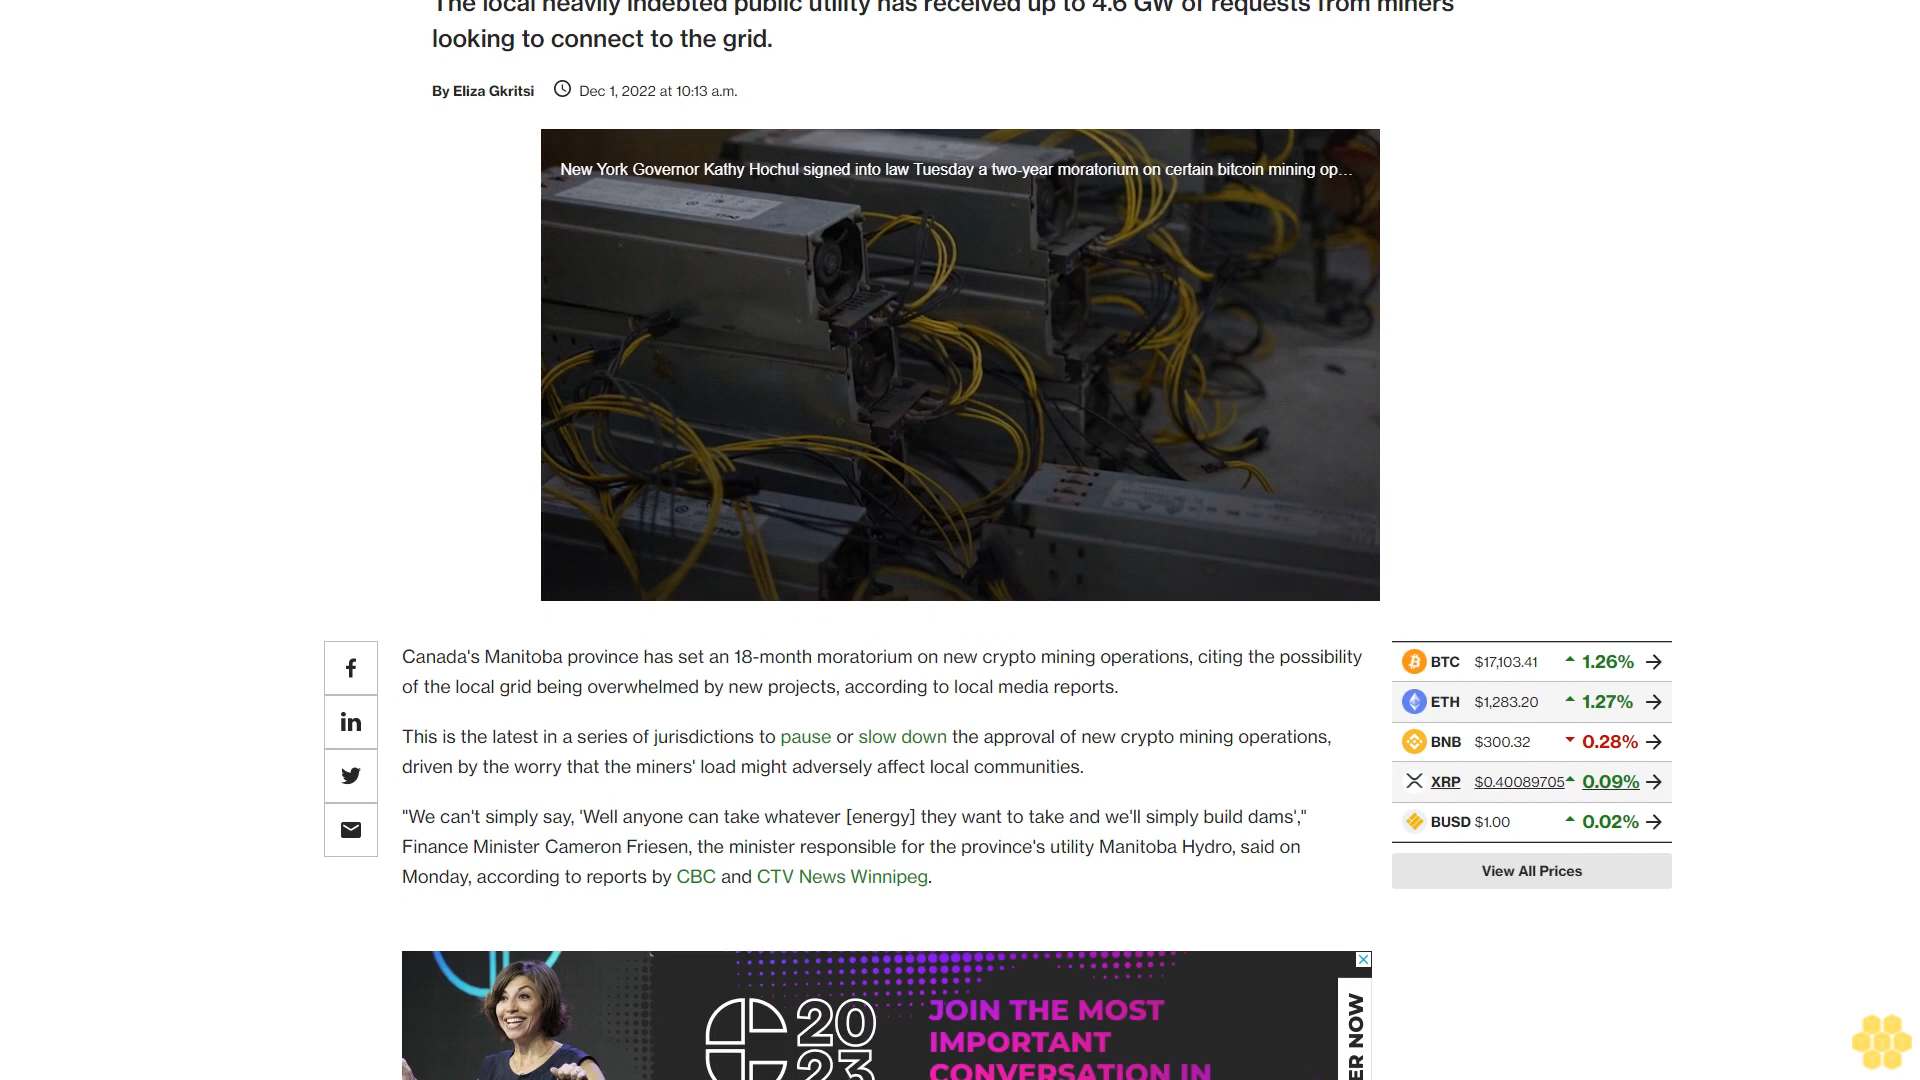 The local heavily indebted public utility has received up to 4.6 GW of requests from miners
looking to connect to the grid.
By Eliza Gkritsi Dec 1, 2022 at 10:13 a.m.
New York Governor Kathy Hochul signed into law Tuesday a two-year moratorium on certain bitcoin mining op...
Canada's Manitoba province has set an 18-month moratorium on new crypto mining operations, citing the possibility
of the local grid being overwhelmed by new projects, according to local media reports.
This is the latest in a series of jurisdictions to pause or slow down the approval of new crypto mining operations,
driven by the worry that the miners' load might adversely affect local communities.
"We can't simply say, 'Well anyone can take whatever [energy] they want to take and we'll simply build dams',"
Finance Minister Cameron Friesen, the minister responsible for the province's utility Manitoba Hydro, said on
Monday, according to reports by CBC and CTV News Winnipeg.
BTC $17,103.41 1.26%
ETH $1,283.20 1.27%
BNB $300.32 0.28%
XRP $0.40089705 0.09%
BUSD $1.00 0.02%
View All Prices
2023
JOIN THE MOST
IMPORTANT
CONVERSATION IN
NOW